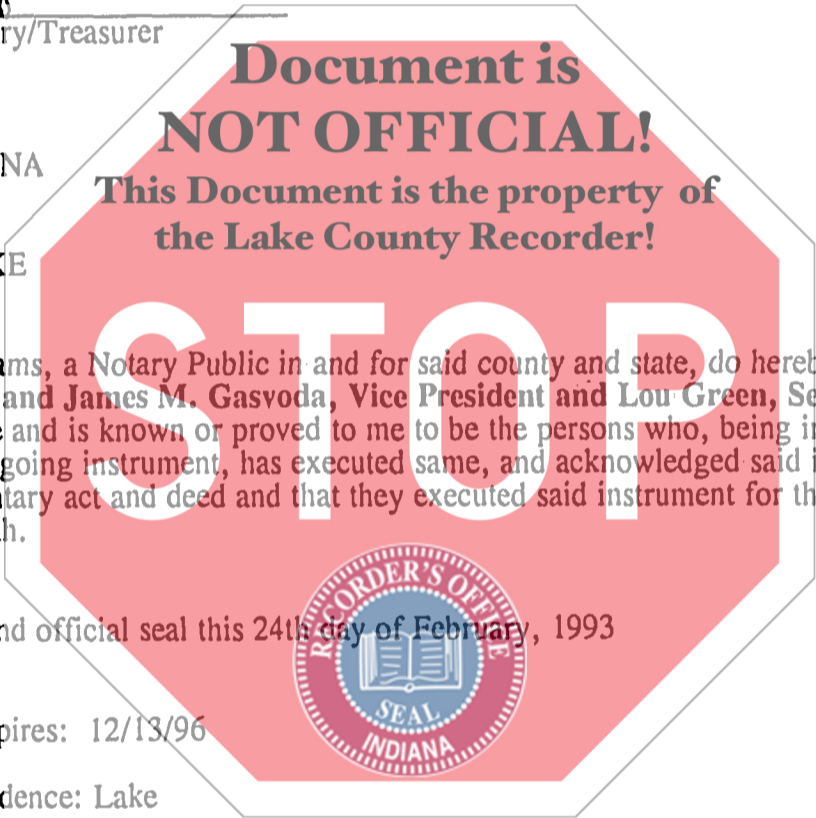 ry/Treasurer
Document is
NOT OFFICIAL!
NA
This Document is the property of
the Lake County Recorder!
KE
STOP
ams, a Notary Public in and for said county and state, do hereb
and James M. Gasvoda, Vice President and Lou Green, Se
and is known or proved to me to be the persons who, being i
going instrument, has executed same, and acknowledged said i
tary act and deed and that they executed said instrument for th
h.
RECORDER'S OFFICE
nd official seal this 24th day of February, 1993
SEAL
INDIANA
pires: 12/13/96
dence: Lake